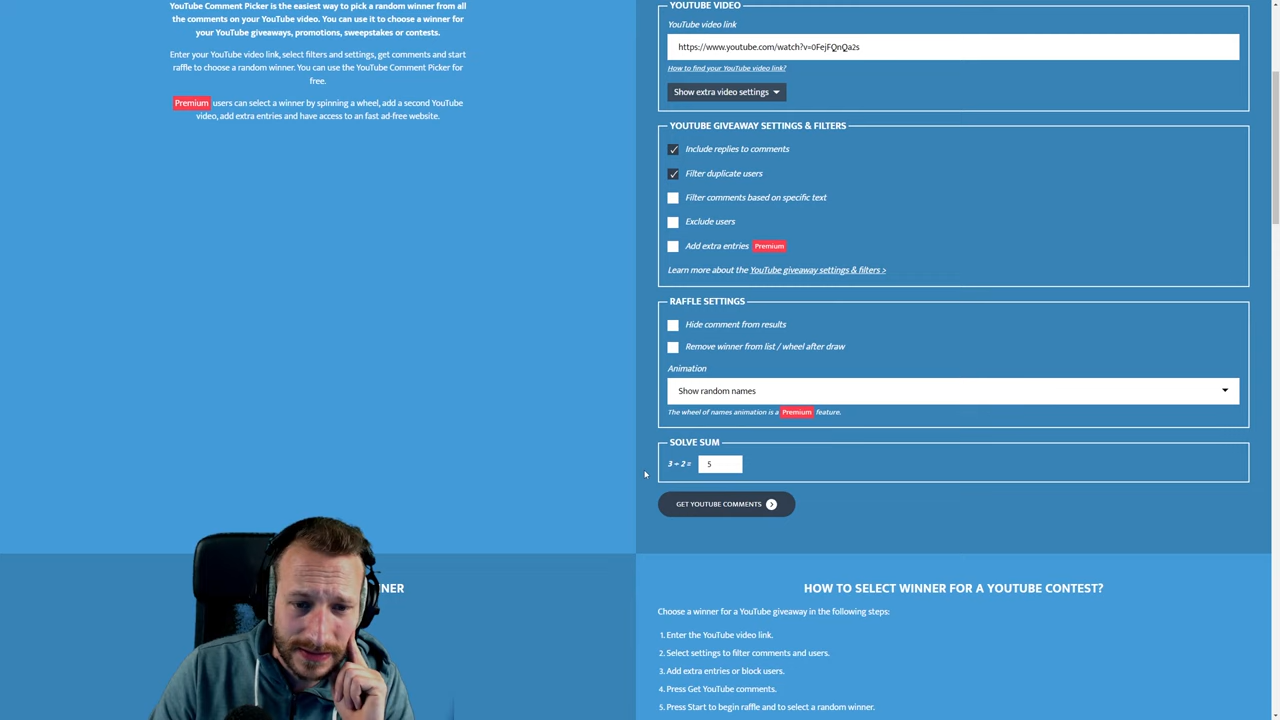 YouTube Comment Picker is the easiest way to pick a random winner from all
the comments on your YouTube video. You can use it to choose a winner for
your YouTube giveaways, promotions, sweepstakes or contests.
Enter your YouTube video link, select filters and settings, get comments and start
raffle to choose a random winner. You can use the YouTube Comment Picker for
free.
Premium users can select a winner by spinning a wheel, add a second YouTube
video, add extra entries and have access to an fast ad-free website.
YOUTUBE VIDEO
YouTube video link
https://www.youtube.com/watch?v=0FejFQnQa2s
How to find your YouTube video link?
Show extra video settings
YOUTUBE GIVEAWAY SETTINGS & FILTERS
Include replies to comments
Filter duplicate users
Filter comments based on specific text
Exclude users
Add extra entries Premium
Learn more about the YouTube giveaway settings & filters >
RAFFLE SETTINGS
Hide comment from results
Remove winner from list / wheel after draw
Animation
Show random names
The wheel of names animation is a Premium feature.
SOLVE SUM
3 + 2 = 5
GET YOUTUBE COMMENTS
NER
HOW TO SELECT WINNER FOR A YOUTUBE CONTEST?
Choose a winner for a YouTube giveaway in the following steps:
1. Enter the YouTube video link.
2. Select settings to filter comments and users.
3. Add extra entries or block users.
4. Press Get YouTube comments.
5. Press Start to begin raffle and to select a random winner.